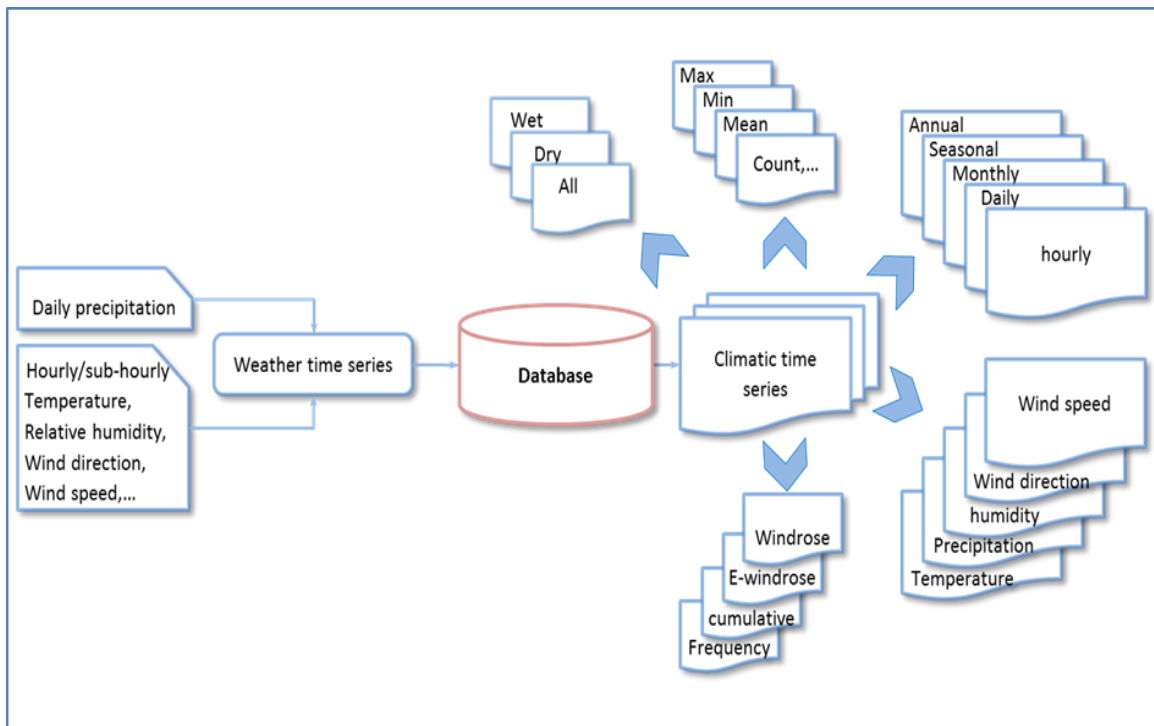 Daily precipitation
Hourly/sub-hourly
Temperature,
Relative humidity,
Wind direction,
Wind speed,...
Weather time series
Database
Climatic time
series
Wet
Dry
All
Max
Min
Mean
Count,...
Annual
Seasonal
Monthly
Daily
hourly
Wind speed
Wind direction
humidity
Precipitation
Temperature
Windrose
E-windrose
cumulative
Frequency